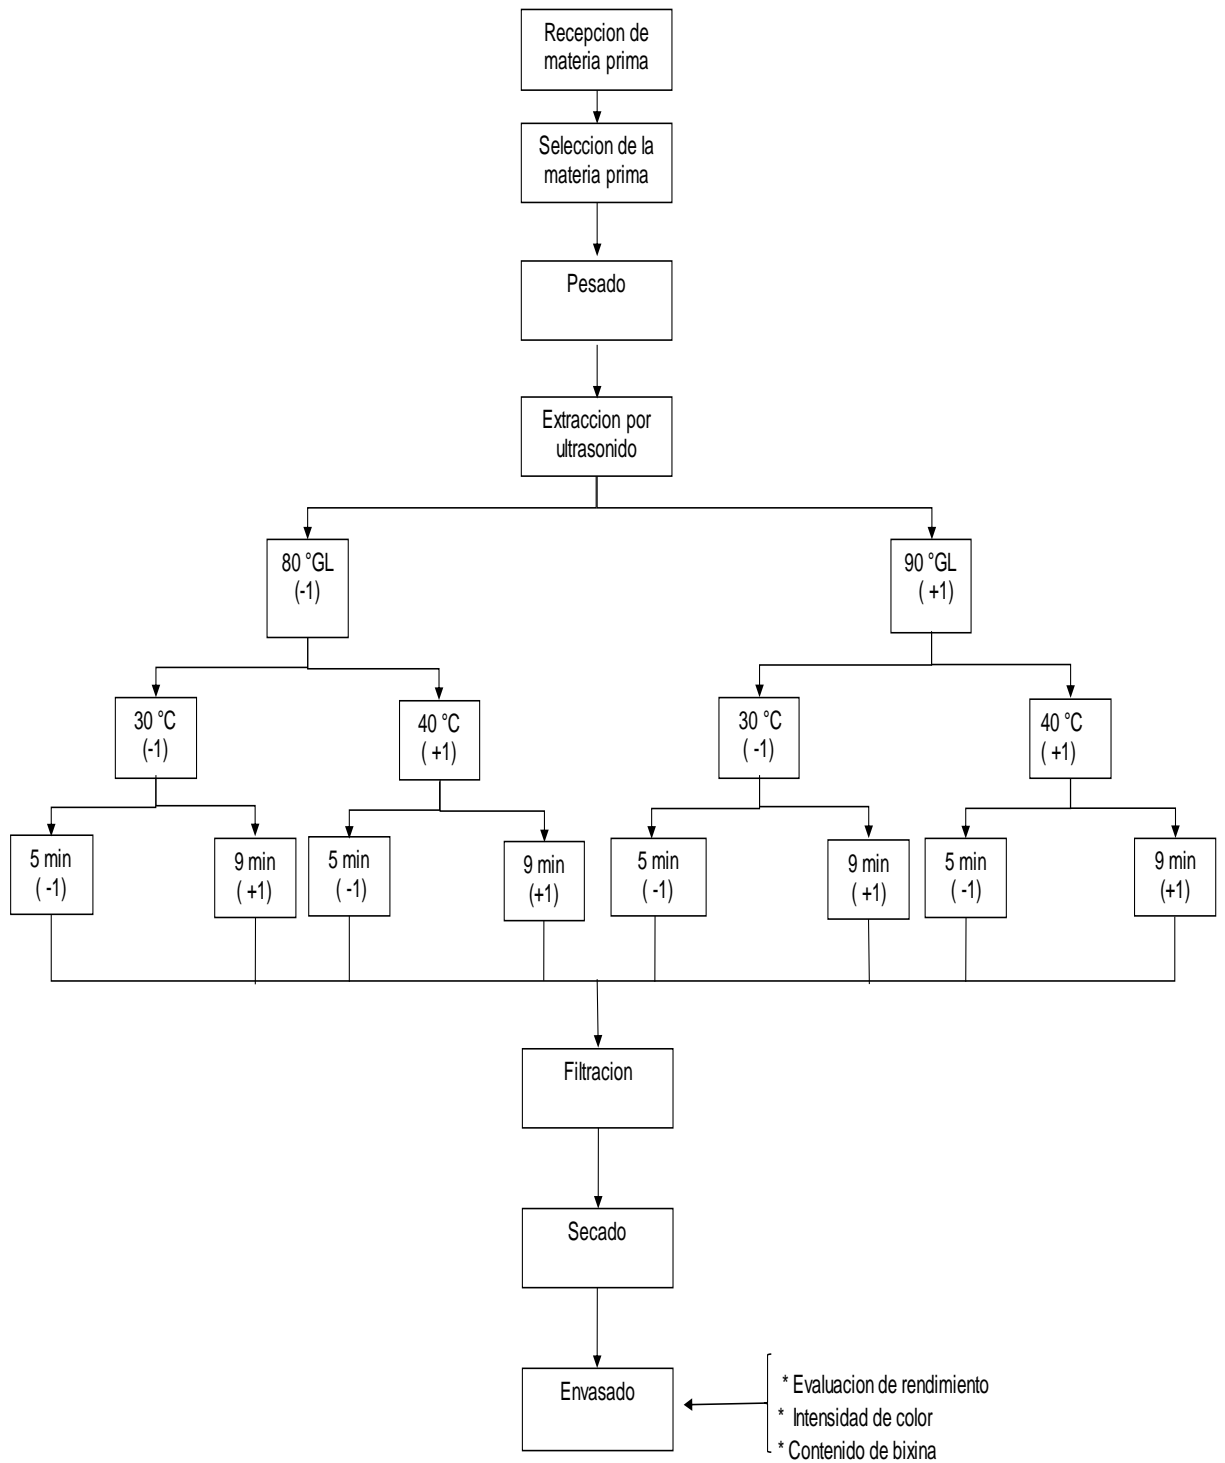 Recepcion de
materia prima
Seleccion de la
materia prima
Pesado
Extraccion por
ultrasonido
80 °GL
(-1)
90 °GL
( +1)
30 °C
(-1)
40 °C
( +1)
30 °C
( -1)
40 °C
( +1)
5 min
( -1)
9 min
( +1)
5 min
( -1)
9 min
(+1)
5 min
( -1)
9 min
( +1)
5 min
( -1)
9 min
(+1)
Filtracion
Secado
Envasado
* Evaluacion de rendimiento
* Intensidad de color
* Contenido de bixina